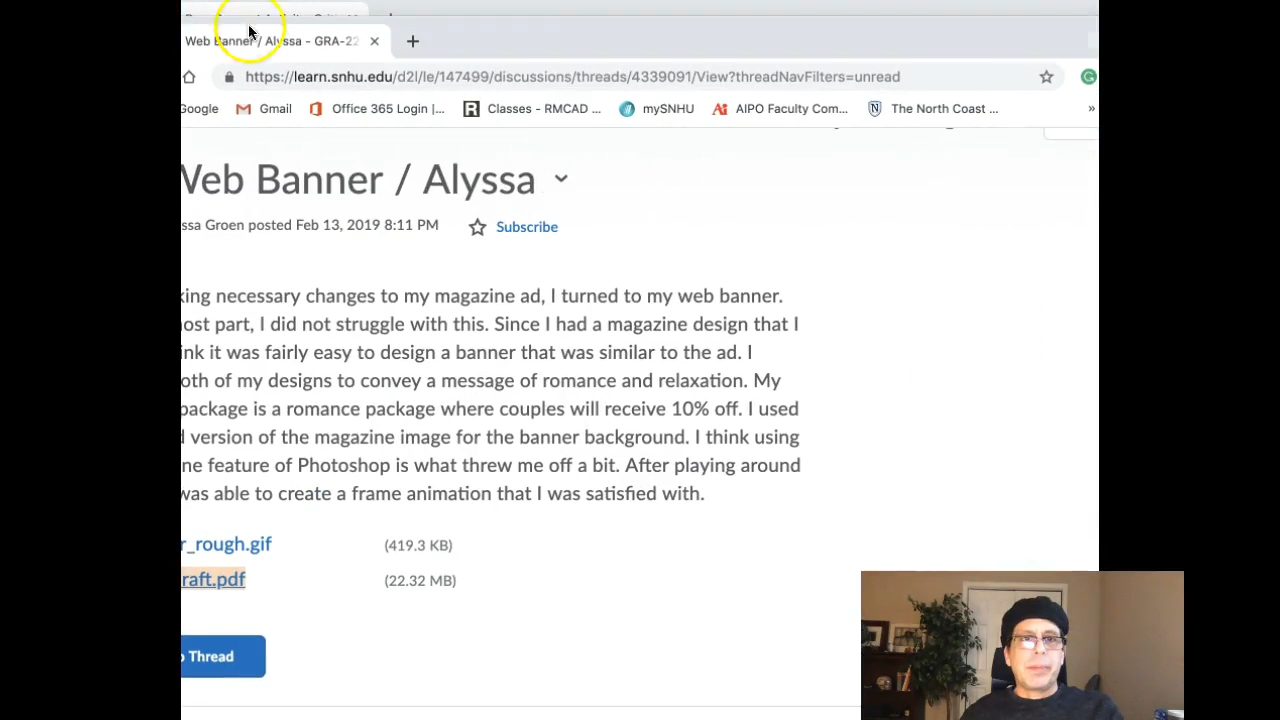 Web Banner / Alyssa - GRA-22
https://learn.snhu.edu/d2l/le/147499/discussions/threads/4339091/View?threadNavFilters=unread
Google Gmail Office 365 Login |... R Classes - RMCAD ... mySNHU Ai AIPO Faculty Com... N The North Coast ... »
Web Banner / Alyssa
ssa Groen posted Feb 13, 2019 8:11 PM Subscribe
king necessary changes to my magazine ad, I turned to my web banner.
ost part, I did not struggle with this. Since I had a magazine design that I
ink it was fairly easy to design a banner that was similar to the ad. I
oth of my designs to convey a message of romance and relaxation. My
package is a romance package where couples will receive 10% off. I used
d version of the magazine image for the banner background. I think using
ne feature of Photoshop is what threw me off a bit. After playing around
was able to create a frame animation that I was satisfied with.
r_rough.gif (419.3 KB)
raft.pdf (22.32 MB)
o Thread